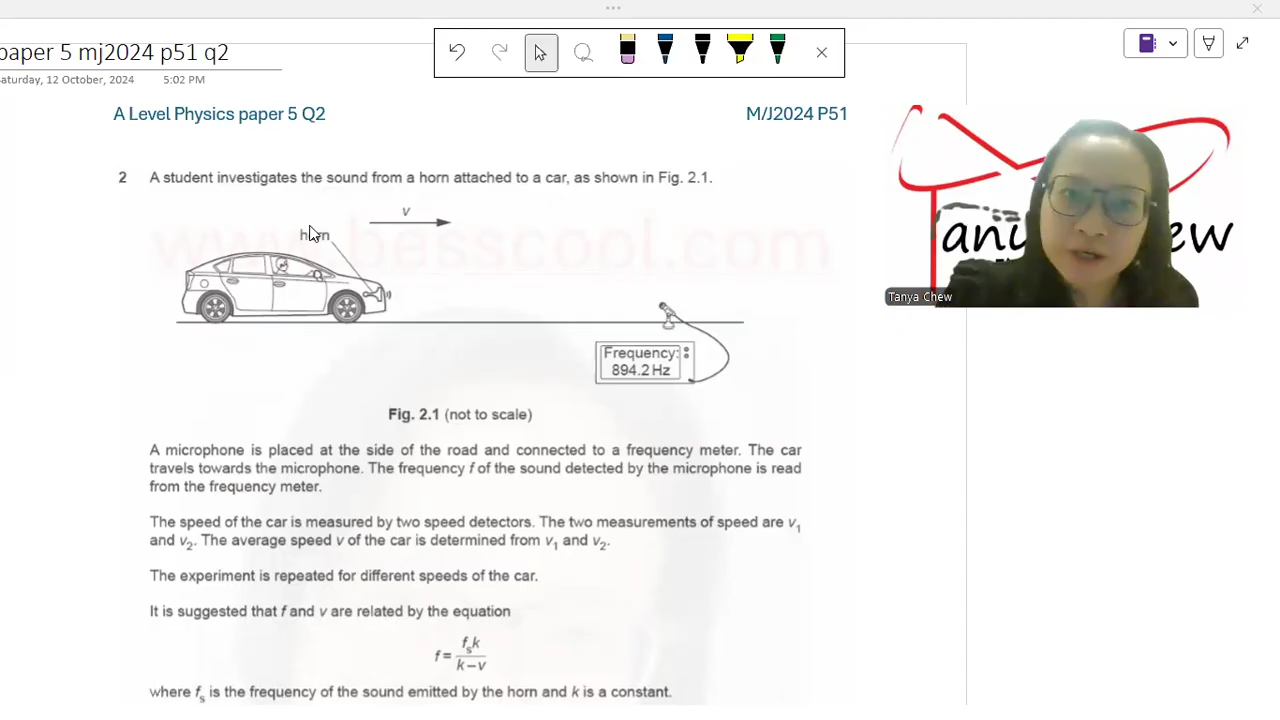 paper 5 mj2024 p51 q2
aturday, 12 October, 2024 5:02 PM
A Level Physics paper 5 Q2 M/J2024 P51
2 A student investigates the sound from a horn attached to a car, as shown in Fig. 2.1.
v
horn
www.besscool.com
Tanya Chew
Frequency:
894.2 Hz
Fig. 2.1 (not to scale)
A microphone is placed at the side of the road and connected to a frequency meter. The car
travels towards the microphone. The frequency f of the sound detected by the microphone is read
from the frequency meter.
The speed of the car is measured by two speed detectors. The two measurements of speed are v₁
and v₂. The average speed v of the car is determined from v₁ and v₂.
The experiment is repeated for different speeds of the car.
It is suggested that f and v are related by the equation
f = fₛk / k – v
where fₛ is the frequency of the sound emitted by the horn and k is a constant.